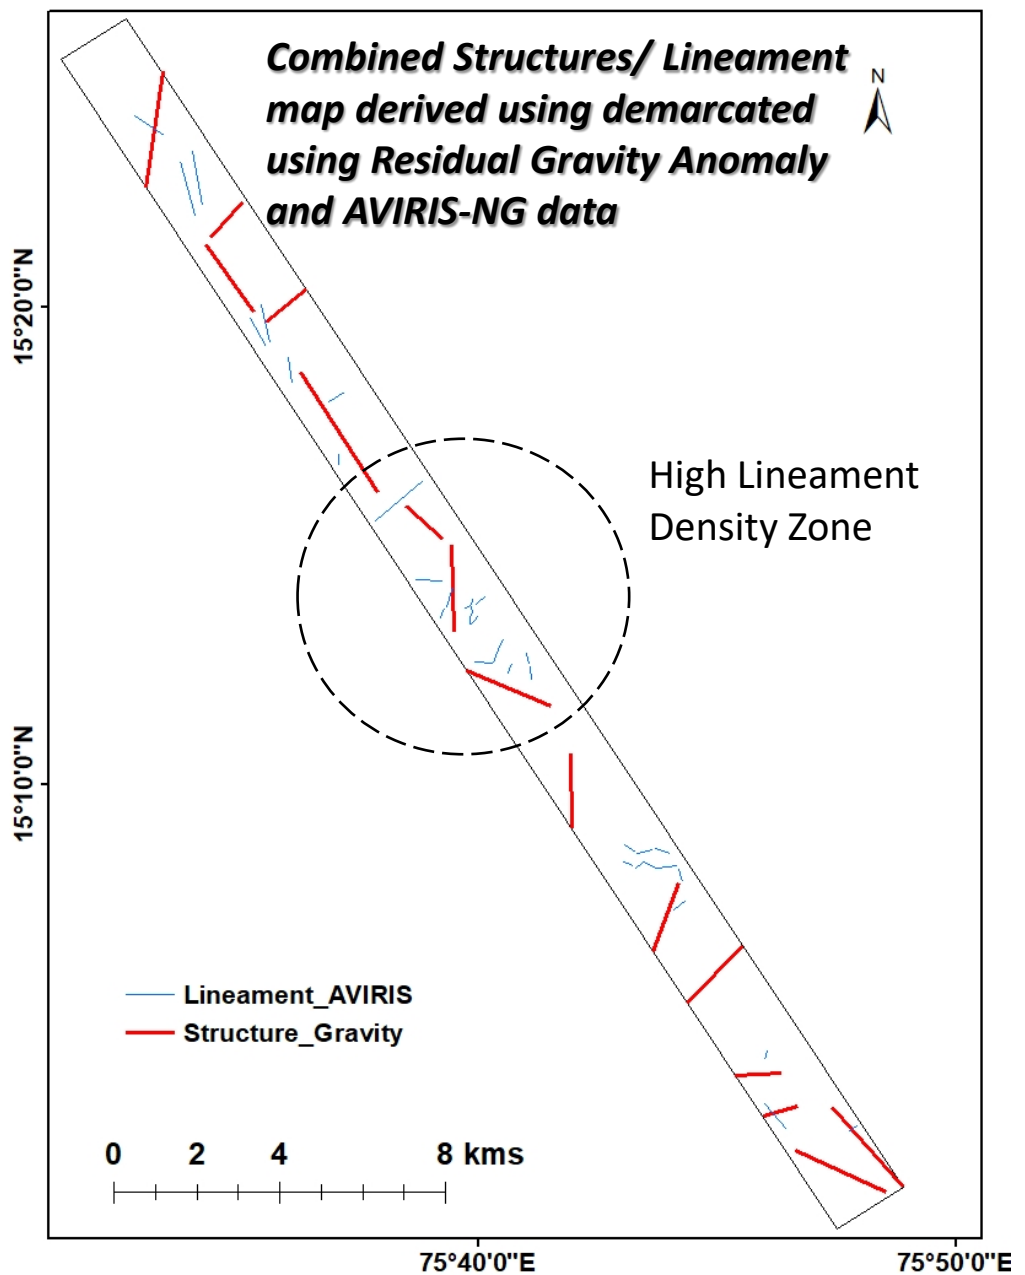 Combined Structures/ Lineament
map derived using demarcated
using Residual Gravity Anomaly
and AVIRIS-NG data
N
15°20'0"N
High Lineament
Density Zone
15°10'0"N
Lineament_AVIRIS
Structure_Gravity
0 2 4 8 kms
75°40'0"E 75°50'0"E